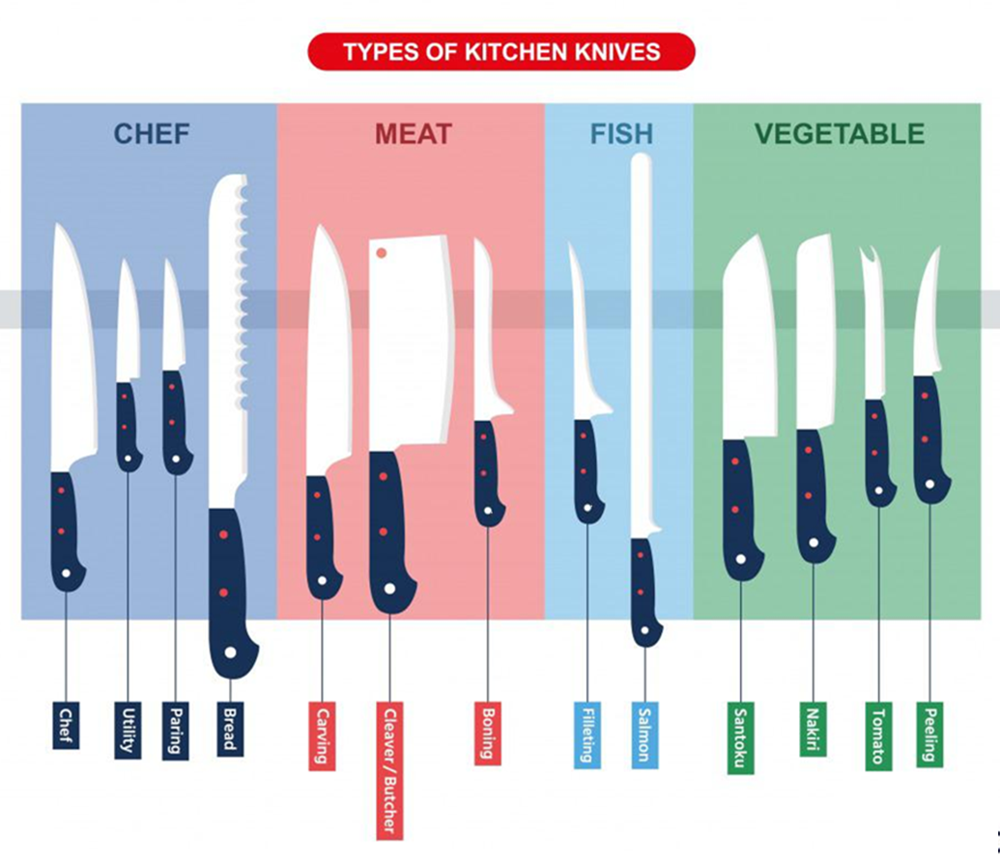 TYPES OF KITCHEN KNIVES
CHEF
MEAT
FISH
VEGETABLE
Chef
Utility
Paring
Bread
Carving
Cleaver / Butcher
Boning
Filleting
Salmon
Santoku
Nakiri
Tomato
Peeling